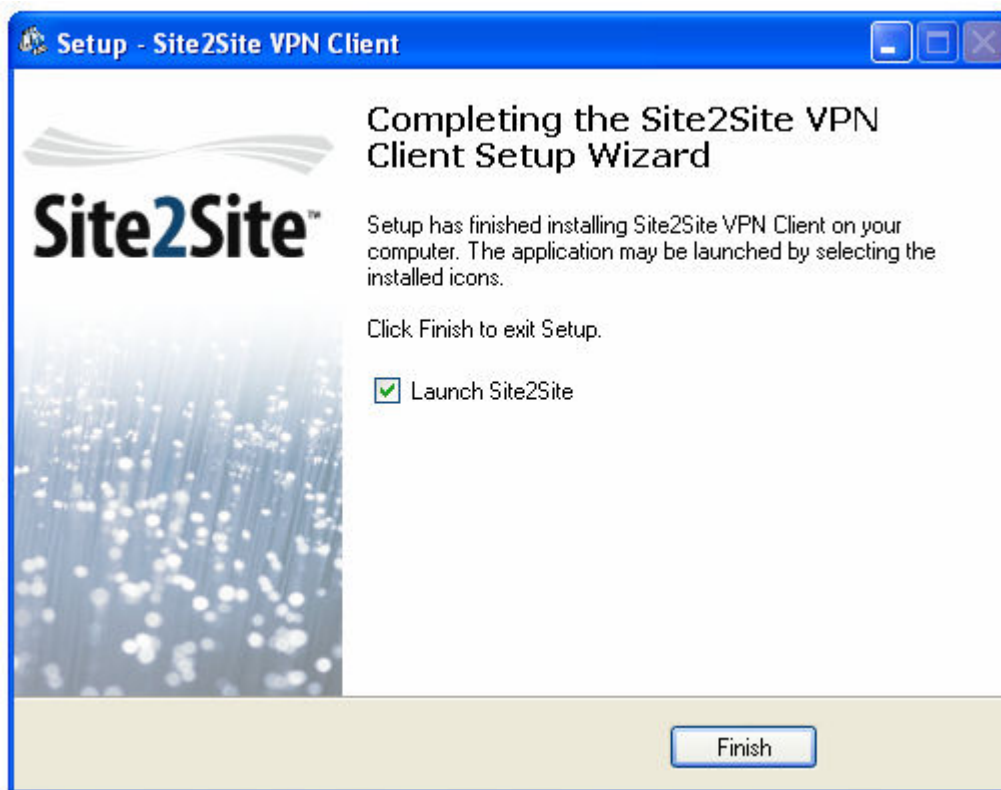 Setup - Site2Site VPN Client
Site2Site™
Completing the Site2Site VPN
Client Setup Wizard
Setup has finished installing Site2Site VPN Client on your
computer. The application may be launched by selecting the
installed icons.
Click Finish to exit Setup.
Launch Site2Site
Finish